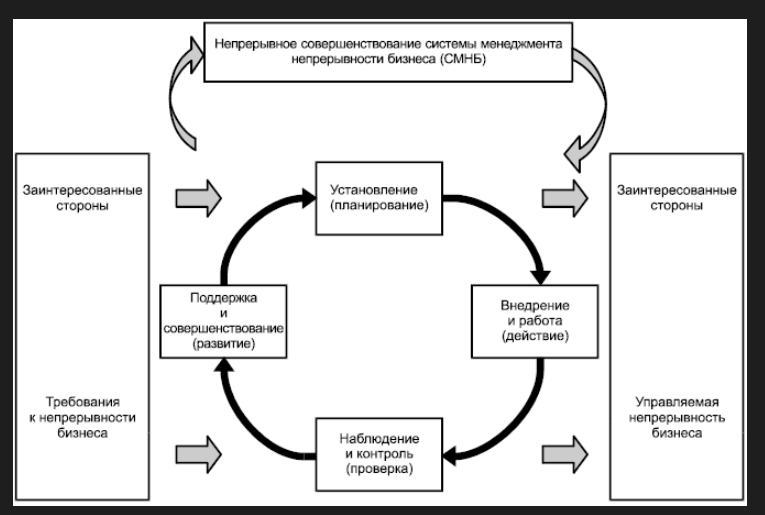 Непрерывное совершенствование системы менеджмента
непрерывности бизнеса (СМНБ)
Заинтересованные
стороны
Требования
к непрерывности
бизнеса
Установление
(планирование)
Внедрение
и работа
(действие)
Наблюдение
и контроль
(проверка)
Поддержка
и
совершенствование
(развитие)
Заинтересованные
стороны
Управляемая
непрерывность
бизнеса